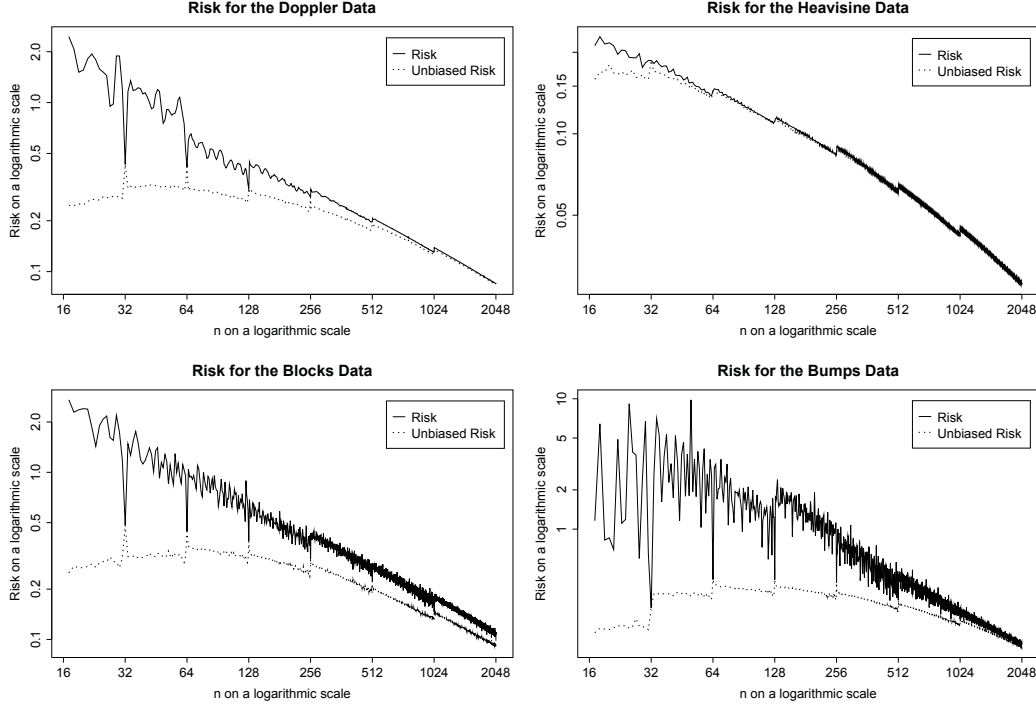 Risk for the Doppler Data
Risk on a logarithmic scale
2.0
1.0
0.5
0.2
0.1
Risk
Unbiased Risk
16 32 64 128 256 512 1024 2048
n on a logarithmic scale
Risk for the Heavisine Data
Risk on a logarithmic scale
0.15
0.10
0.05
Risk
Unbiased Risk
16 32 64 128 256 512 1024 2048
n on a logarithmic scale
Risk for the Blocks Data
Risk on a logarithmic scale
2.0
1.0
0.5
0.2
0.1
Risk
Unbiased Risk
16 32 64 128 256 512 1024 2048
n on a logarithmic scale
Risk for the Bumps Data
Risk on a logarithmic scale
10
5
2
1
Risk
Unbiased Risk
16 32 64 128 256 512 1024 2048
n on a logarithmic scale